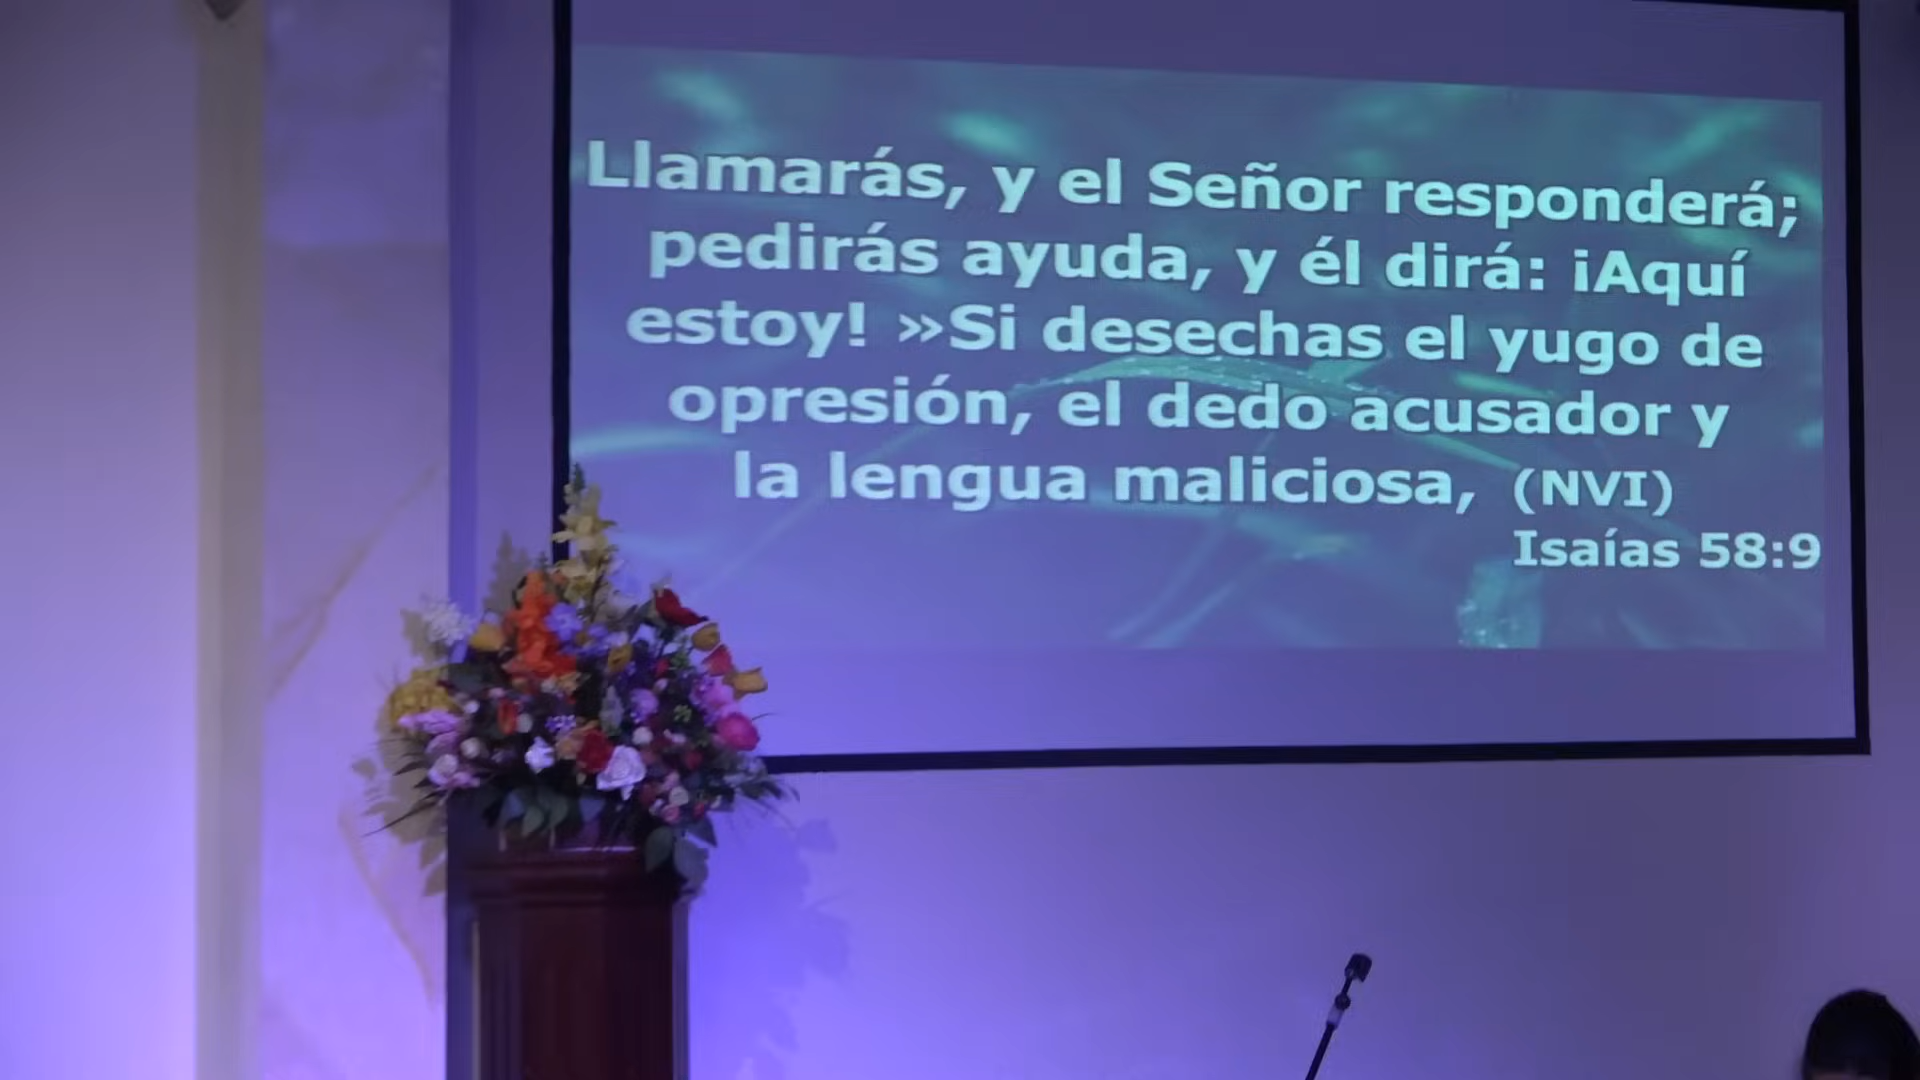 Llamarás, y el Señor responderá;
pedirás ayuda, y él dirá: ¡Aquí
estoy! »Si desechas el yugo de
opresión, el dedo acusador y
la lengua maliciosa, (NVI)
Isaías 58:9